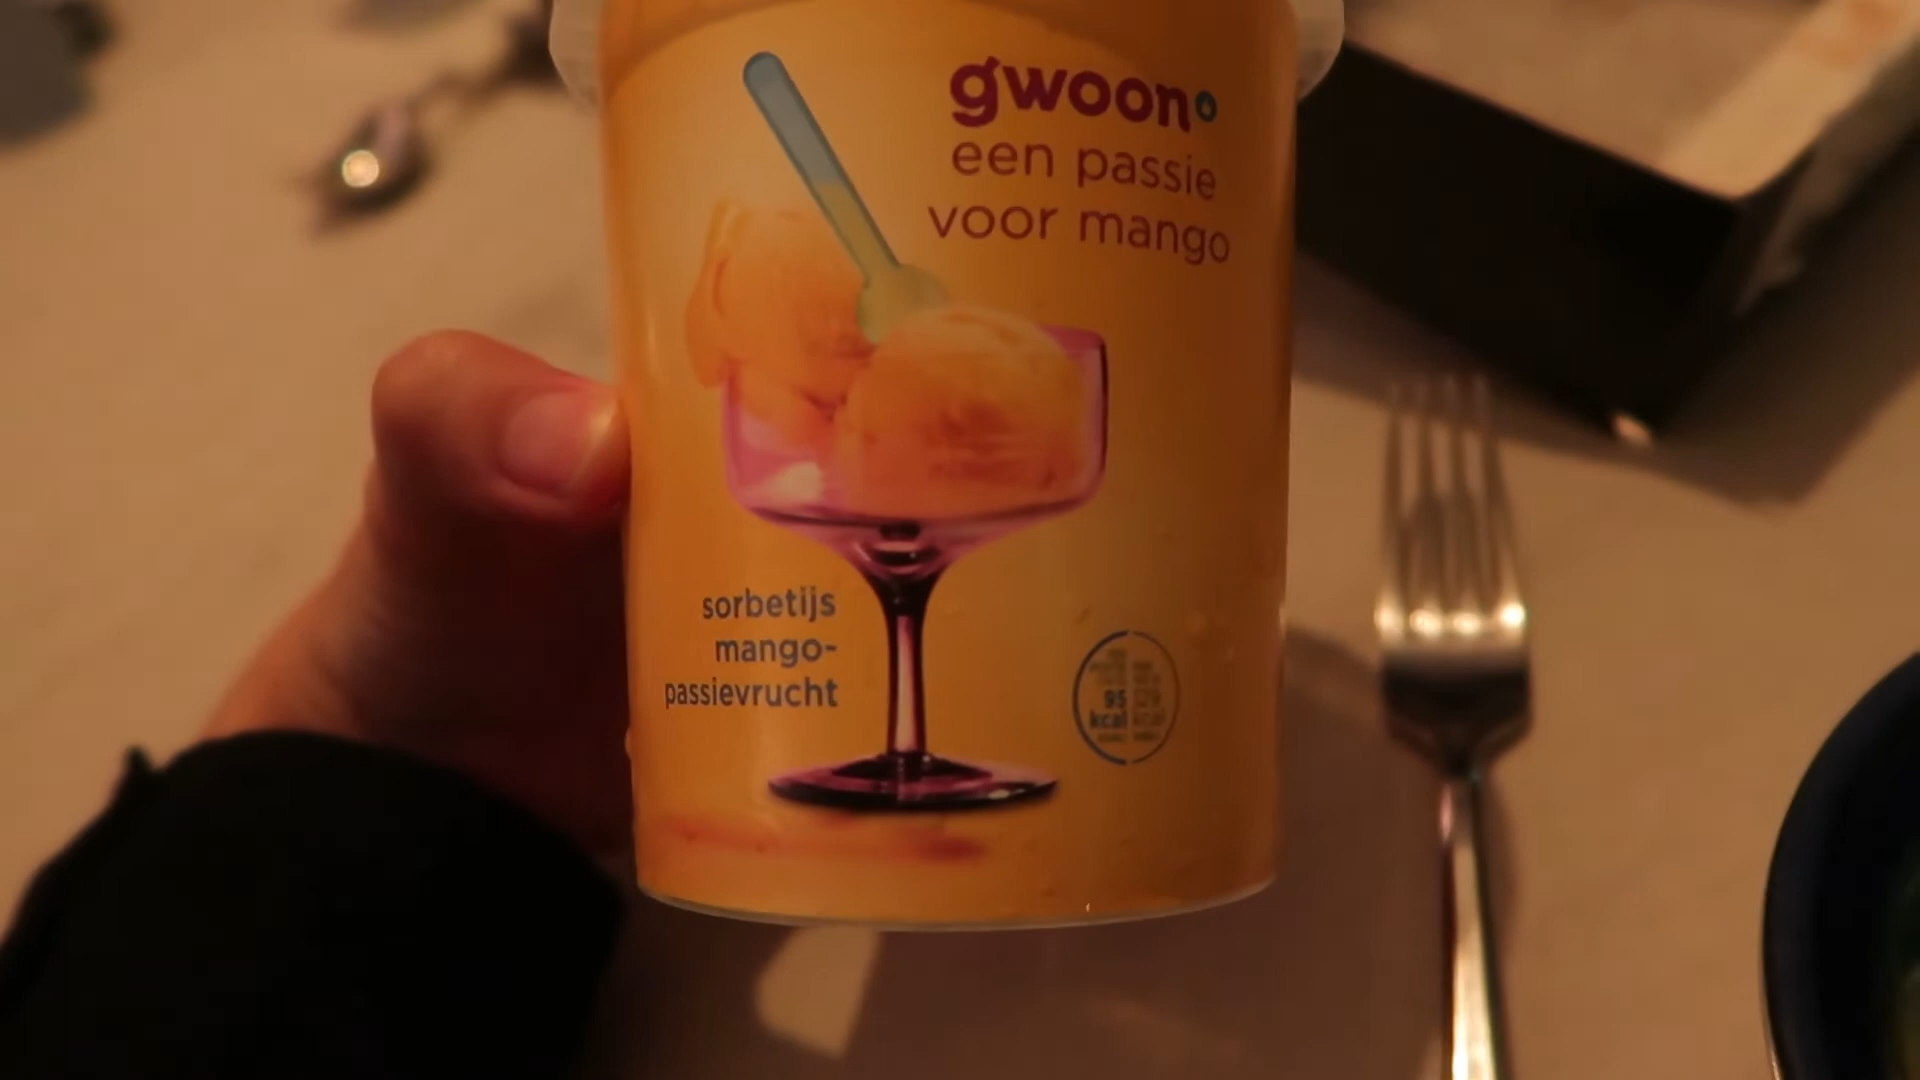 gwoon
een passie
voor mango
sorbetijs
mango-
passievrucht
95
kcal